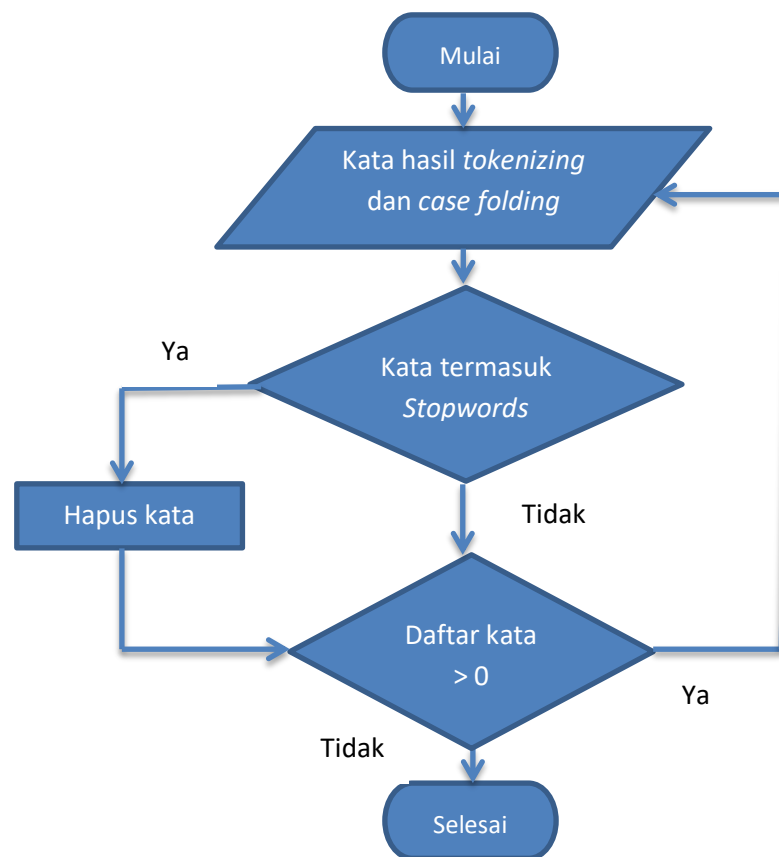 Mulai
Kata hasil tokenizing
dan case folding
Ya
Kata termasuk
Stopwords
Hapus kata
Tidak
Daftar kata
> 0
Ya
Tidak
Selesai